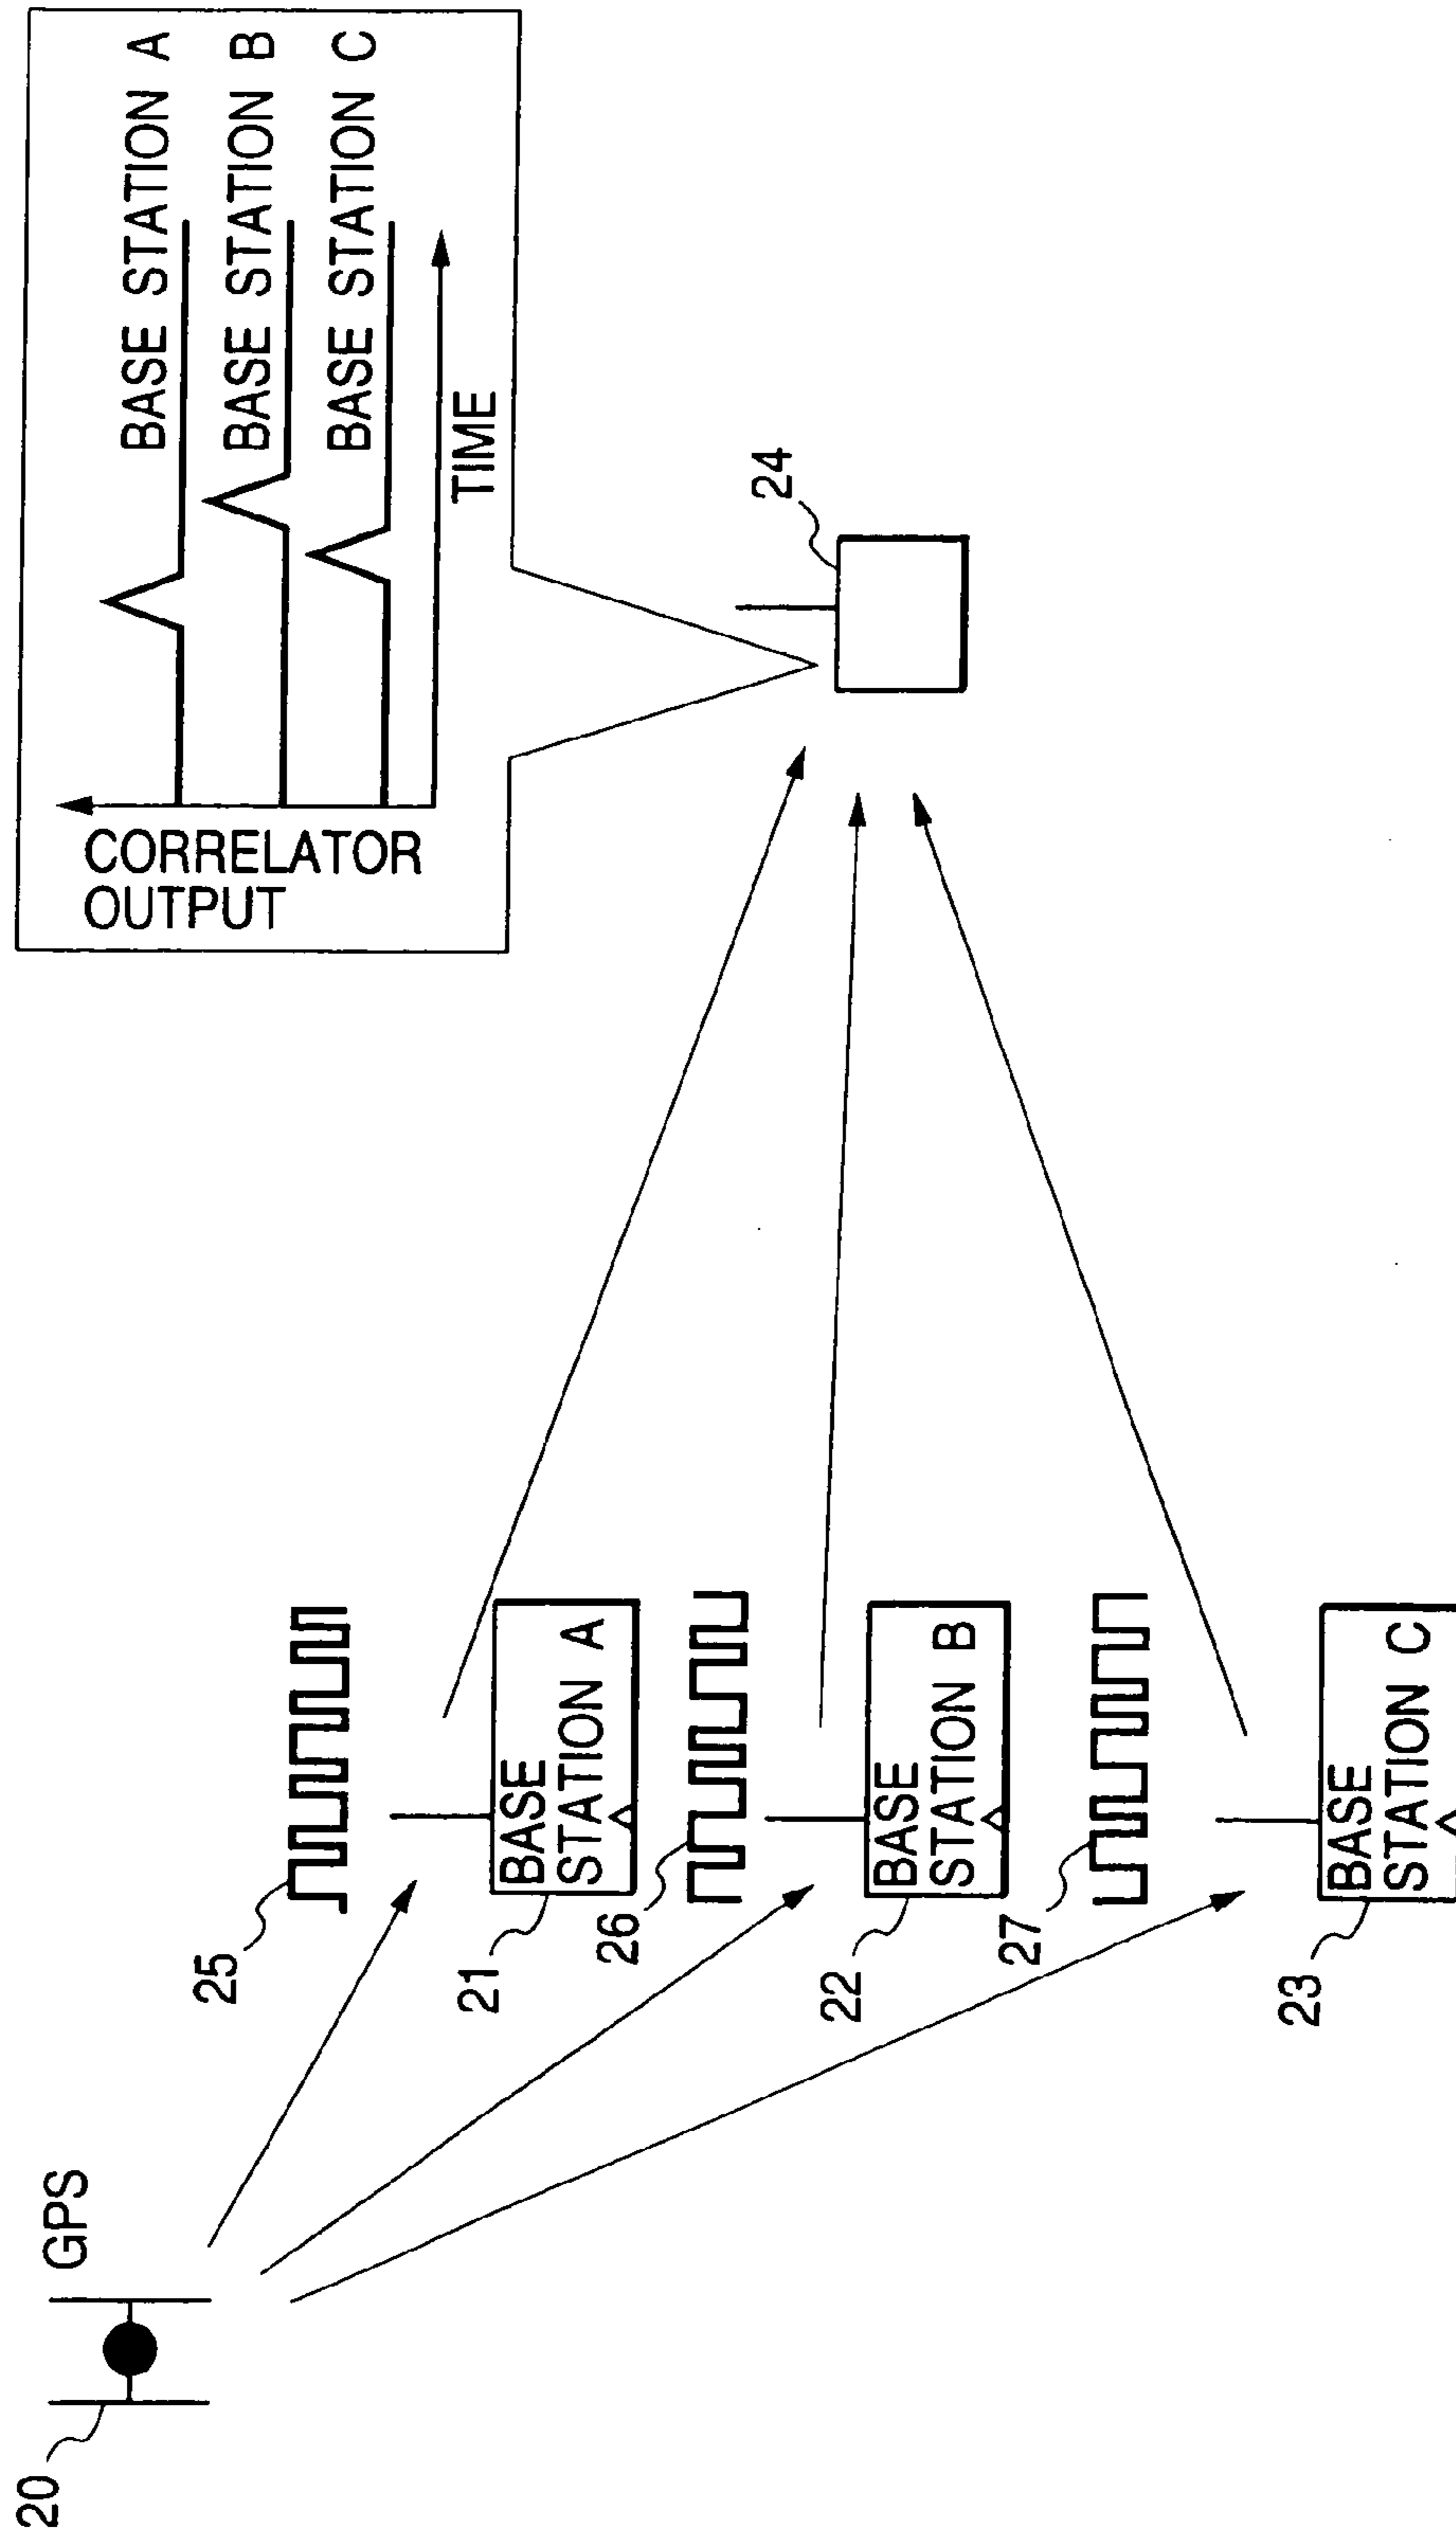 20
GPS
25
21
BASE
STATION A
26
22
BASE
STATION B
27
23
BASE
STATION C
24
CORRELATOR
OUTPUT
BASE STATION A
BASE STATION B
BASE STATION C
TIME